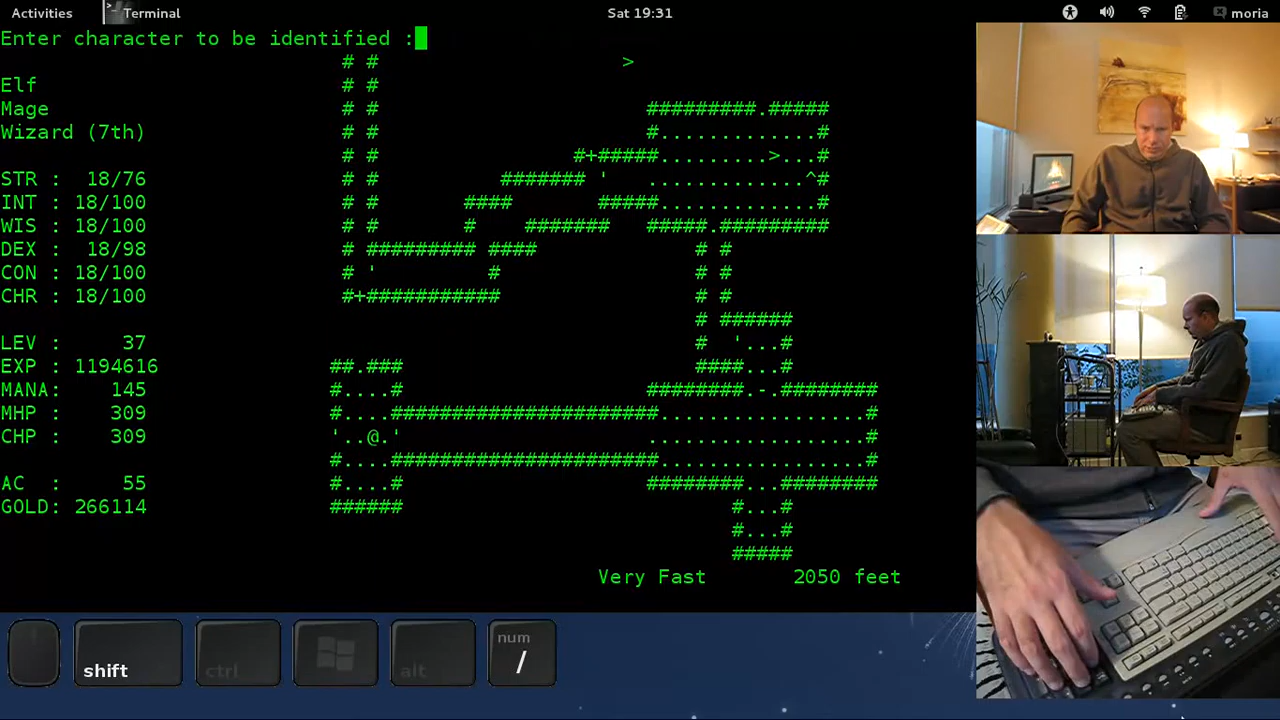 Activities Terminal Sat 19:31 moria
Enter character to be identified :
# # >
Elf # #
Mage # # #########.#####
Wizard (7th) # # #.............#
# # #+#####.........>...#
STR : 18/76 # # ####### ' .............^#
INT : 18/100 # # #### #####.............#
WIS : 18/100 # # # ####### #####.#########
DEX : 18/98 # ######### #### # #
CON : 18/100 # ' # # #
CHR : 18/100 #+########### # #
# ######
LEV : 37 # '...#
EXP : 1194616 ##.### ####...#
MANA: 145 #....# ########.-.########
MHP : 309 #...######################.................#
CHP : 309 '..@.' ..................#
#....######################.................#
AC : 55 #....# ########...########
GOLD: 266114 ###### #...#
#...#
#####
Very Fast 2050 feet
shift ctrl alt num /